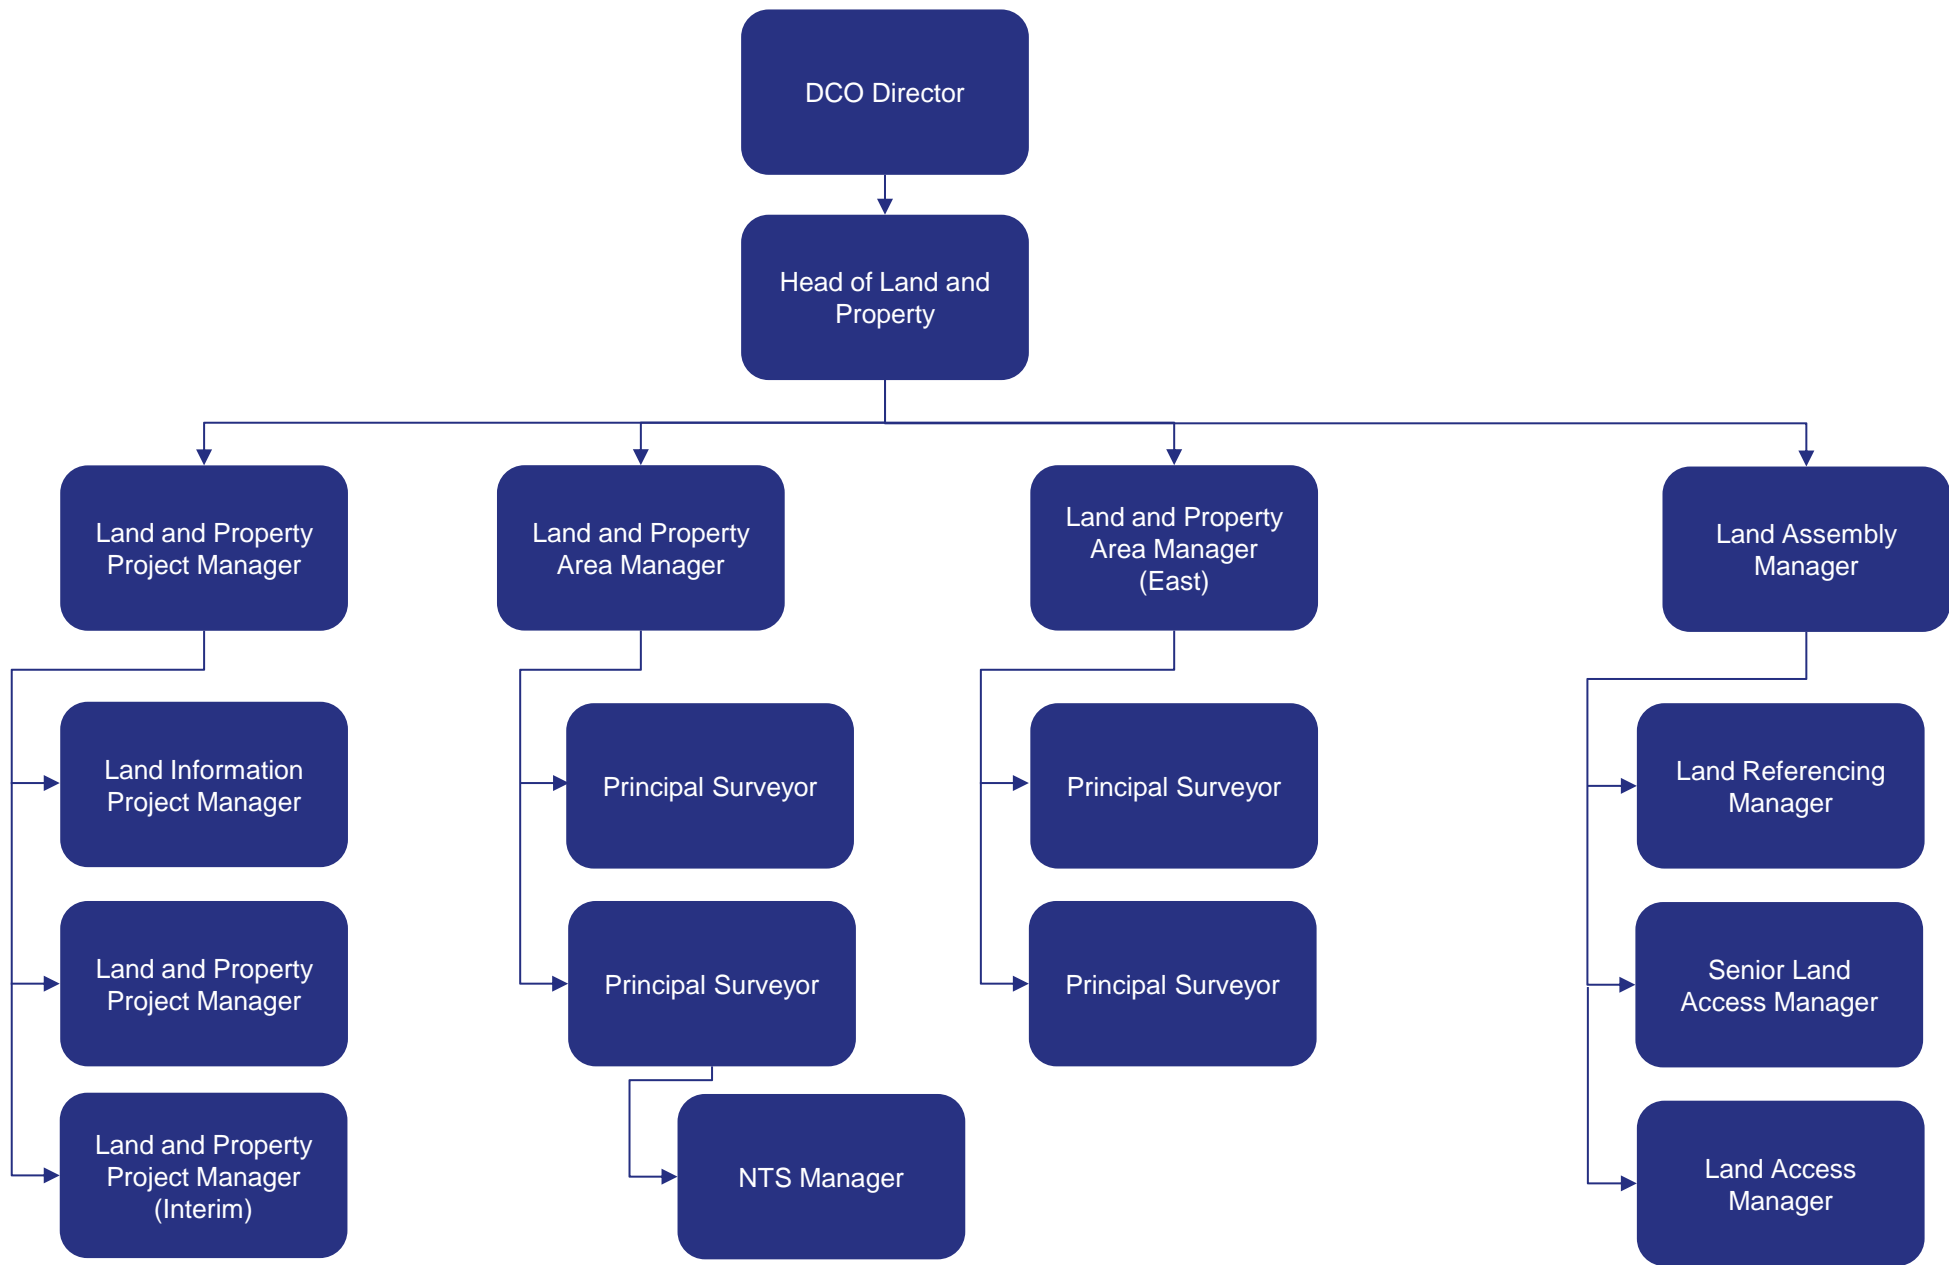 DCO Director
Head of Land and
Property
Land and Property
Project Manager
Land and Property
Area Manager
Land and Property
Area Manager
(East)
Land Assembly
Manager
Land Information
Project Manager
Principal Surveyor
Principal Surveyor
Land Referencing
Manager
Land and Property
Project Manager
Principal Surveyor
Principal Surveyor
Senior Land
Access Manager
Land and Property
Project Manager
(Interim)
NTS Manager
Land Access
Manager